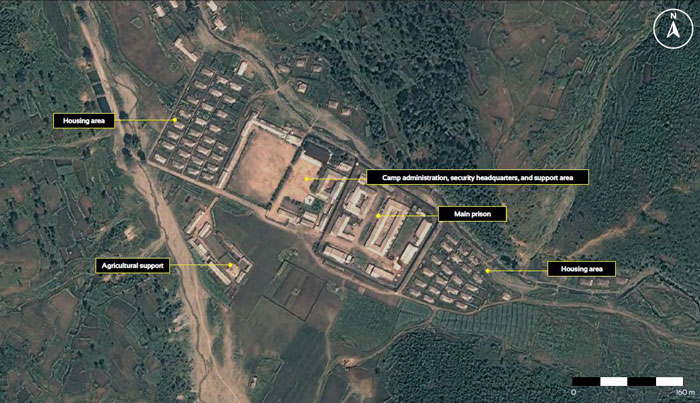 N
Housing area
Camp administration, security headquarters, and support area
Main prison
Agricultural support
Housing area
0
160 m